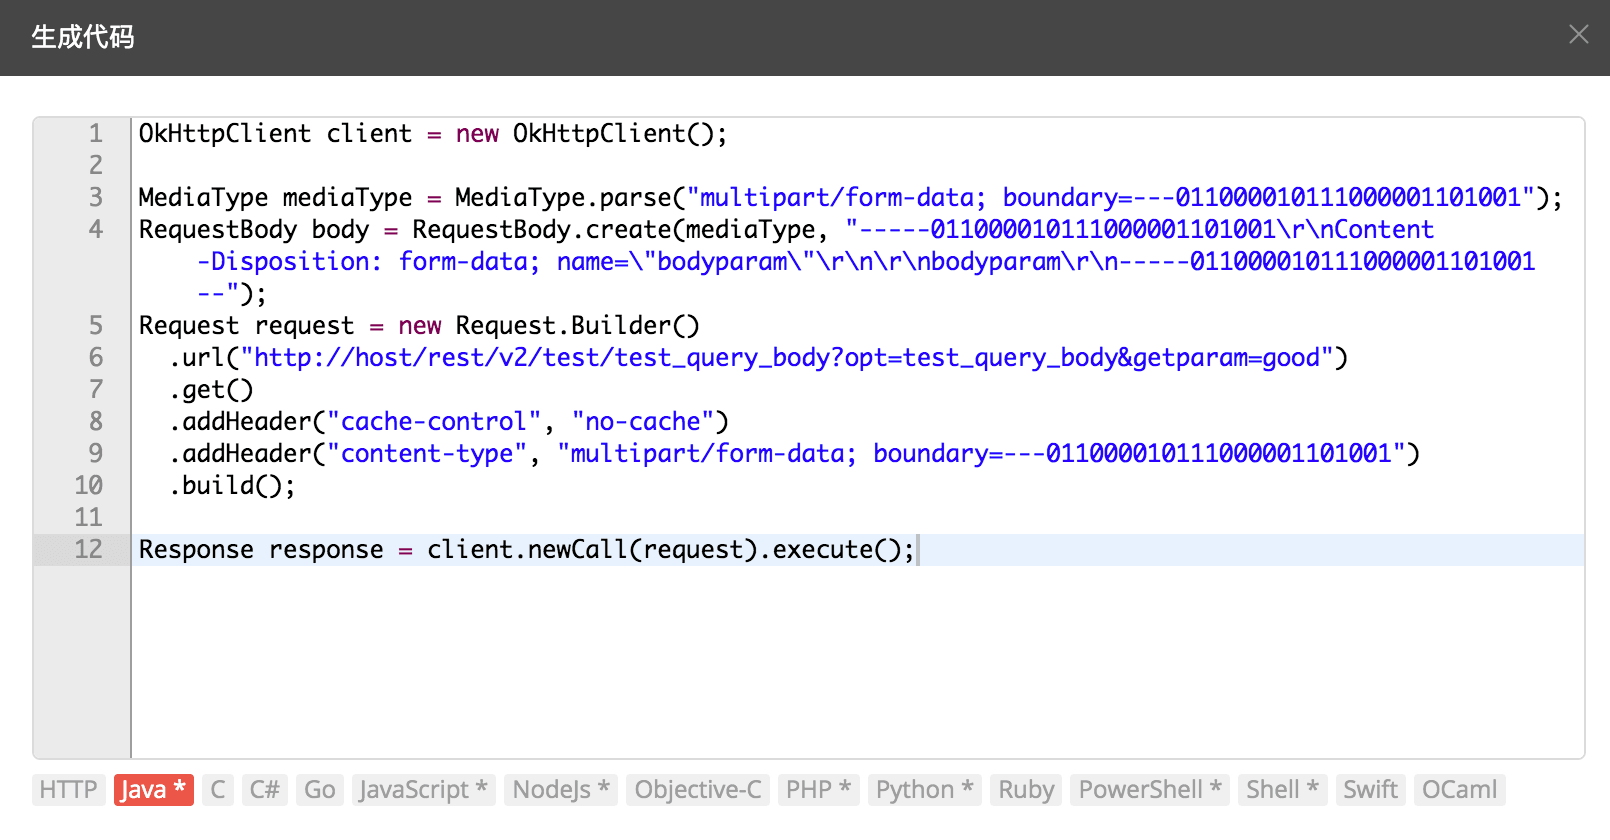 生成代码
1 OkHttpClient client = new OkHttpClient();
2
3 MediaType mediaType = MediaType.parse("multipart/form-data; boundary=---011000010111000001101001");
4 RequestBody body = RequestBody.create(mediaType, "-----011000010111000001101001\r\nContent
-Disposition: form-data; name=\"bodyparam\"\r\n\r\nbodyparam\r\n-----011000010111000001101001
--");
5 Request request = new Request.Builder()
6 .url("http://host/rest/v2/test/test_query_body?opt=test_query_body&getparam=good")
7 .get()
8 .addHeader("cache-control", "no-cache")
9 .addHeader("content-type", "multipart/form-data; boundary=---011000010111000001101001")
10 .build();
11
12 Response response = client.newCall(request).execute();
HTTP Java * C C# Go JavaScript * NodeJs * Objective-C PHP * Python * Ruby PowerShell * Shell * Swift OCaml